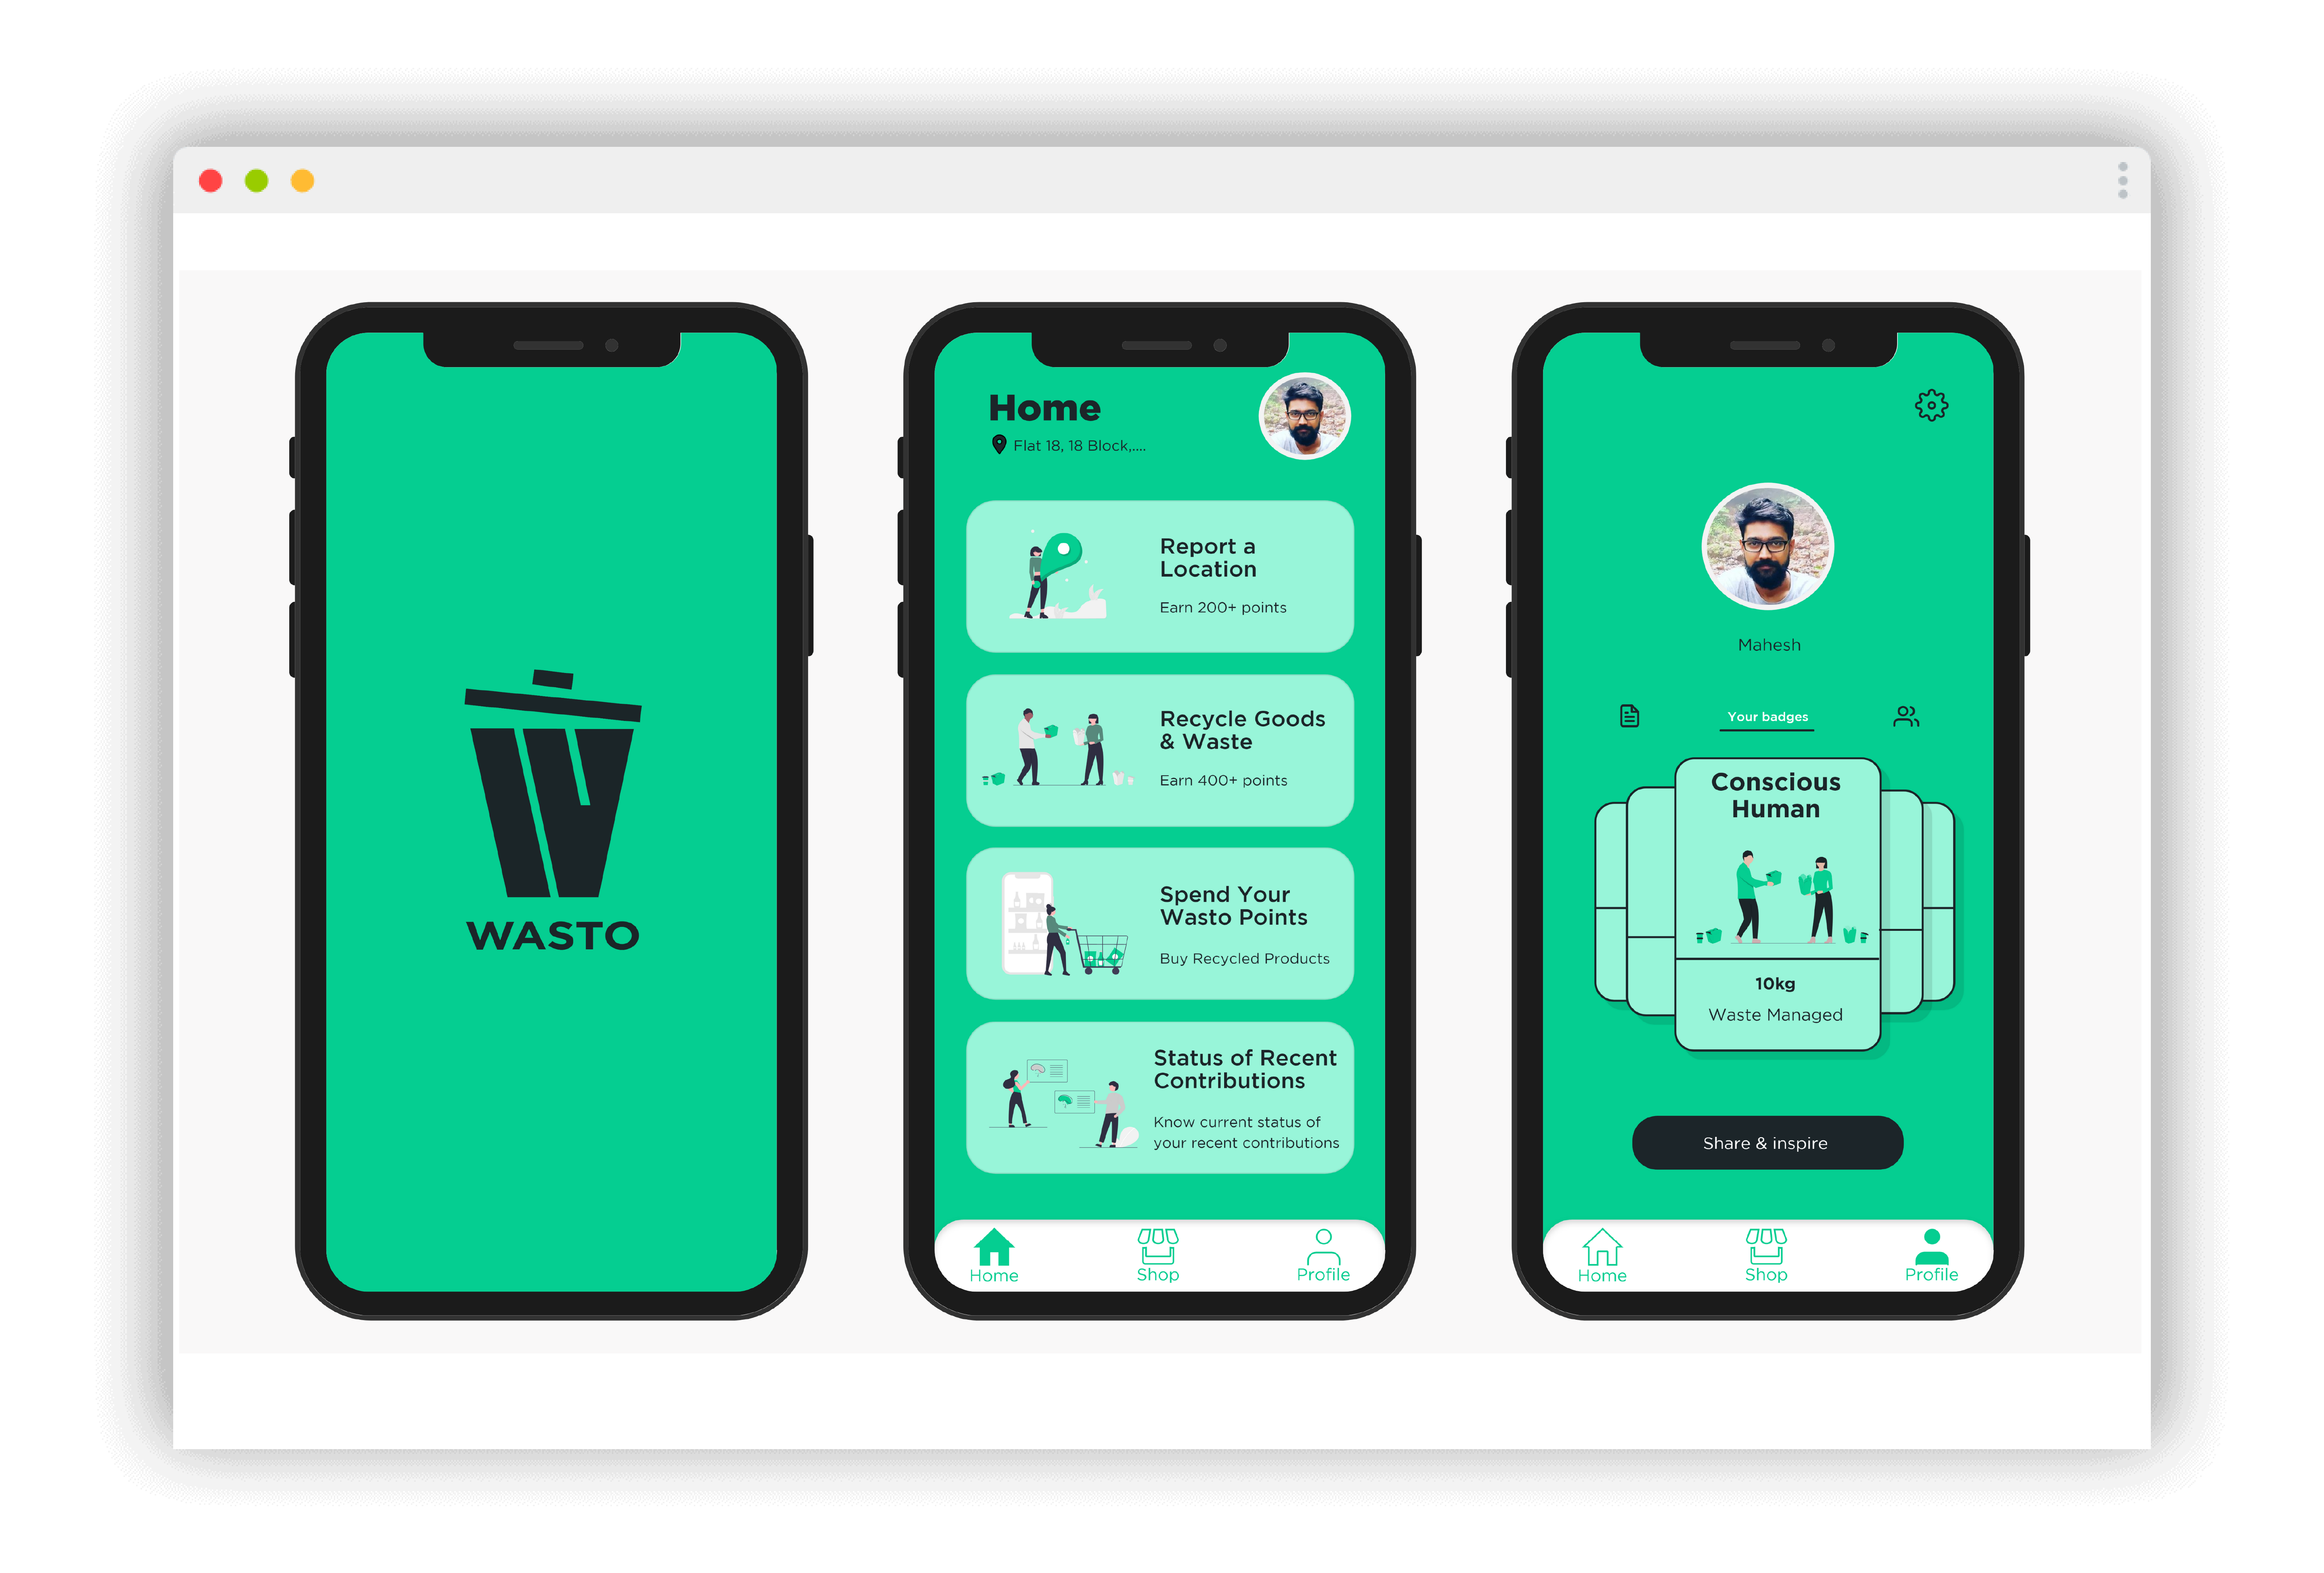 WASTO
Home
Flat 18, 18 Block,....
Report a
Location
Earn 200+ points
Recycle Goods
& Waste
Earn 400+ points
Spend Your
Wasto Points
Buy Recycled Products
Status of Recent
Contributions
Know current status of
your recent contributions
Home
Shop
Profile
Mahesh
Your badges
Conscious
Human
10kg
Waste Managed
Share & inspire
Home
Shop
Profile